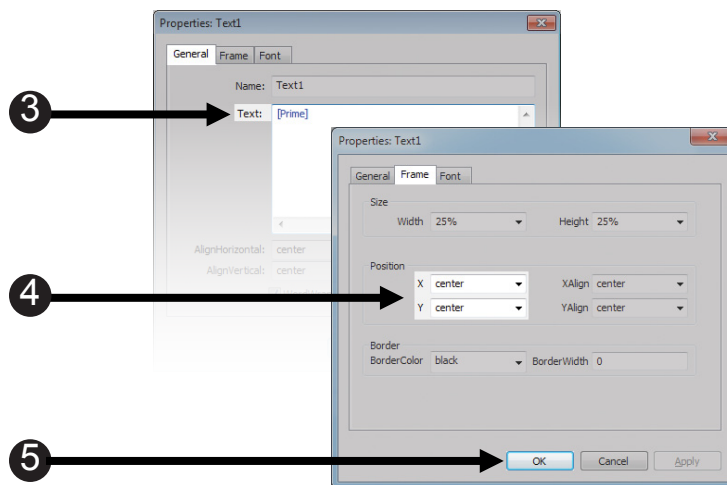 Properties: Text1
General Frame Font
Name: Text1
3
Text: [Prime]
AlignHorizontal: center
AlignVertical: center
Properties: Text1
General Frame Font
Size
Width 25% Height 25%
Position
4
X center XAlign center
Y center YAlign center
Border
BorderColor black BorderWidth 0
5
OK Cancel Apply